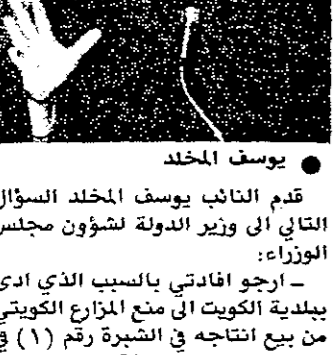 ● يوسف المخلد
قدم النائب يوسف المخلد السؤال
التالي الى وزير الدولة لشؤون مجلس
الوزراء:
ـ ارجو افادتي بالسبب الذي ادى
ببلدية الكويت الى منع المزارع الكويتي
من بيع انتاجه في الشبرة رقم (١) في